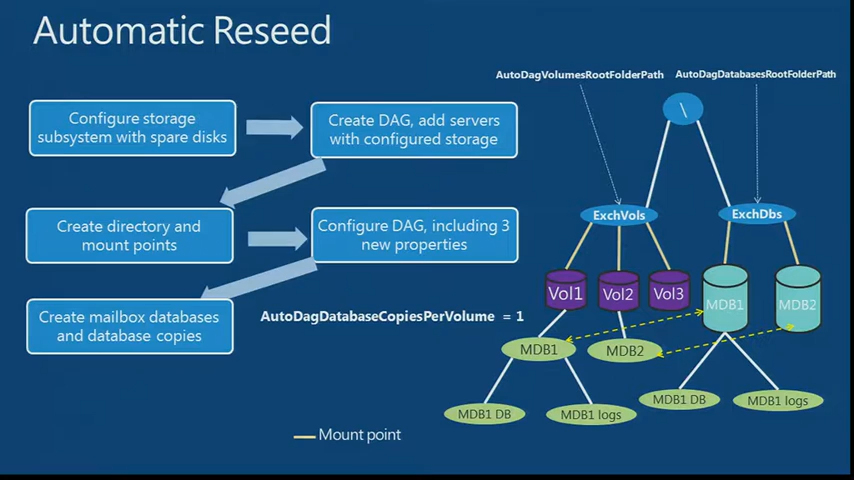 Automatic Reseed
AutoDagVolumesRootFolderPath
AutoDagDatabasesRootFolderPath
Configure storage
subsystem with spare disks
Create DAG, add servers
with configured storage
\
Create directory and
mount points
Configure DAG, including 3
new properties
ExchVols
ExchDbs
Vol1
Vol2
Vol3
MDB1
MDB2
Create mailbox databases
and database copies
AutoDagDatabaseCopiesPerVolume = 1
MDB1
MDB2
MDB1 DB
MDB1 logs
MDB1 DB
MDB1 logs
Mount point